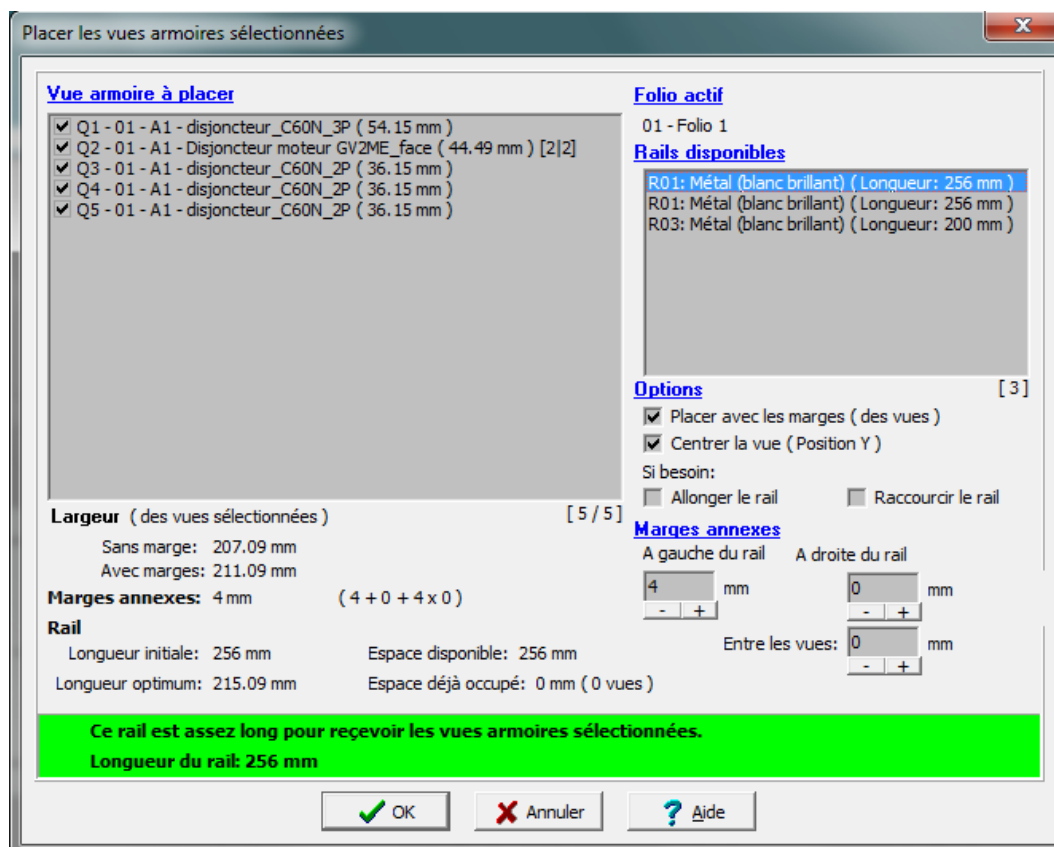 Placer les vues armoires sélectionnées
Vue armoire à placer
Q1 - 01 - A1 - disjoncteur_C60N_3P ( 54.15 mm )
Q2 - 01 - A1 - Disjoncteur moteur GV2ME_face ( 44.49 mm ) [2|2]
Q3 - 01 - A1 - disjoncteur_C60N_2P ( 36.15 mm )
Q4 - 01 - A1 - disjoncteur_C60N_2P ( 36.15 mm )
Q5 - 01 - A1 - disjoncteur_C60N_2P ( 36.15 mm )
[ 5 / 5 ]
Largeur ( des vues sélectionnées )
Sans marge: 207.09 mm
Avec marges: 211.09 mm
Marges annexes: 4 mm ( 4 + 0 + 4 x 0 )
Rail
Longueur initiale: 256 mm Espace disponible: 256 mm
Longueur optimum: 215.09 mm Espace déjà occupé: 0 mm ( 0 vues )
Folio actif
01 - Folio 1
Rails disponibles
R01: Métal (blanc brillant) ( Longueur: 256 mm )
R01: Métal (blanc brillant) ( Longueur: 256 mm )
R03: Métal (blanc brillant) ( Longueur: 200 mm )
[ 3 ]
Options
Placer avec les marges ( des vues )
Centrer la vue ( Position Y )
Si besoin:
Allonger le rail Raccourcir le rail
Marges annexes
A gauche du rail A droite du rail
4 mm 0 mm
- + - +
Entre les vues: 0 mm
- +
Ce rail est assez long pour reçevoir les vues armoires sélectionnées.
Longueur du rail: 256 mm
OK Annuler Aide